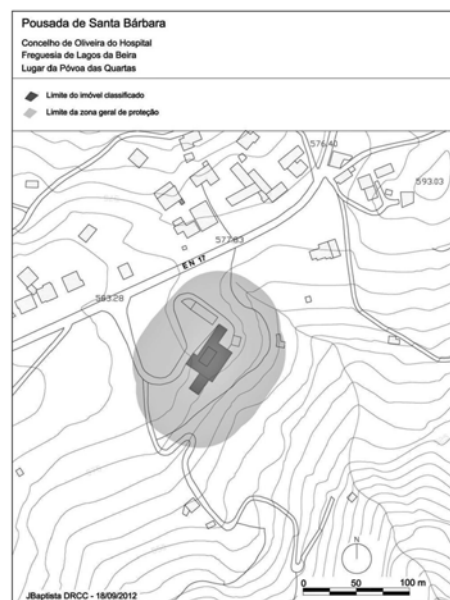 Pousada de Santa Bárbara
Concelho de Oliveira do Hospital
Freguesia de Lagos da Beira
Lugar da Póvoa das Quartas
Limite do imóvel classificado
Limite da zona geral de proteção
576.40
593.03
577.83
EN 17
583.28
N
0 50 100 m
JBaptista DRCC - 18/09/2012